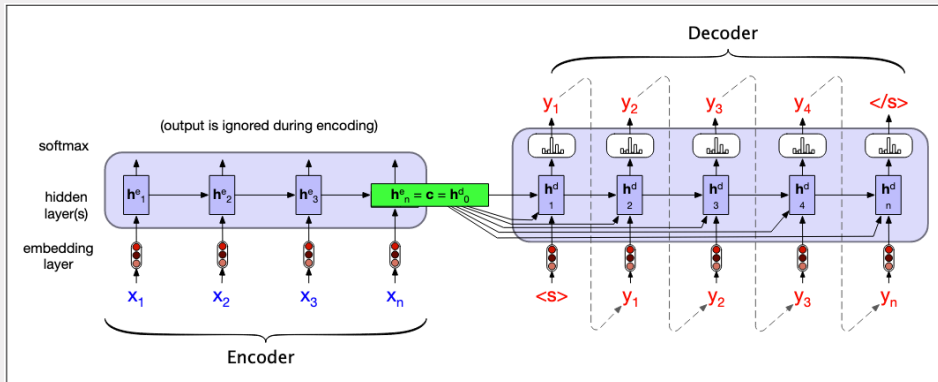 Decoder
y1 y2 y3 y4 </s>
(output is ignored during encoding)
softmax
hidden
layer(s)
he1 he2 he3 hen = c = hd0 hd1 hd2 hd3 hd4 hdn
embedding
layer
x1 x2 x3 xn <s> y1 y2 y3 yn
Encoder